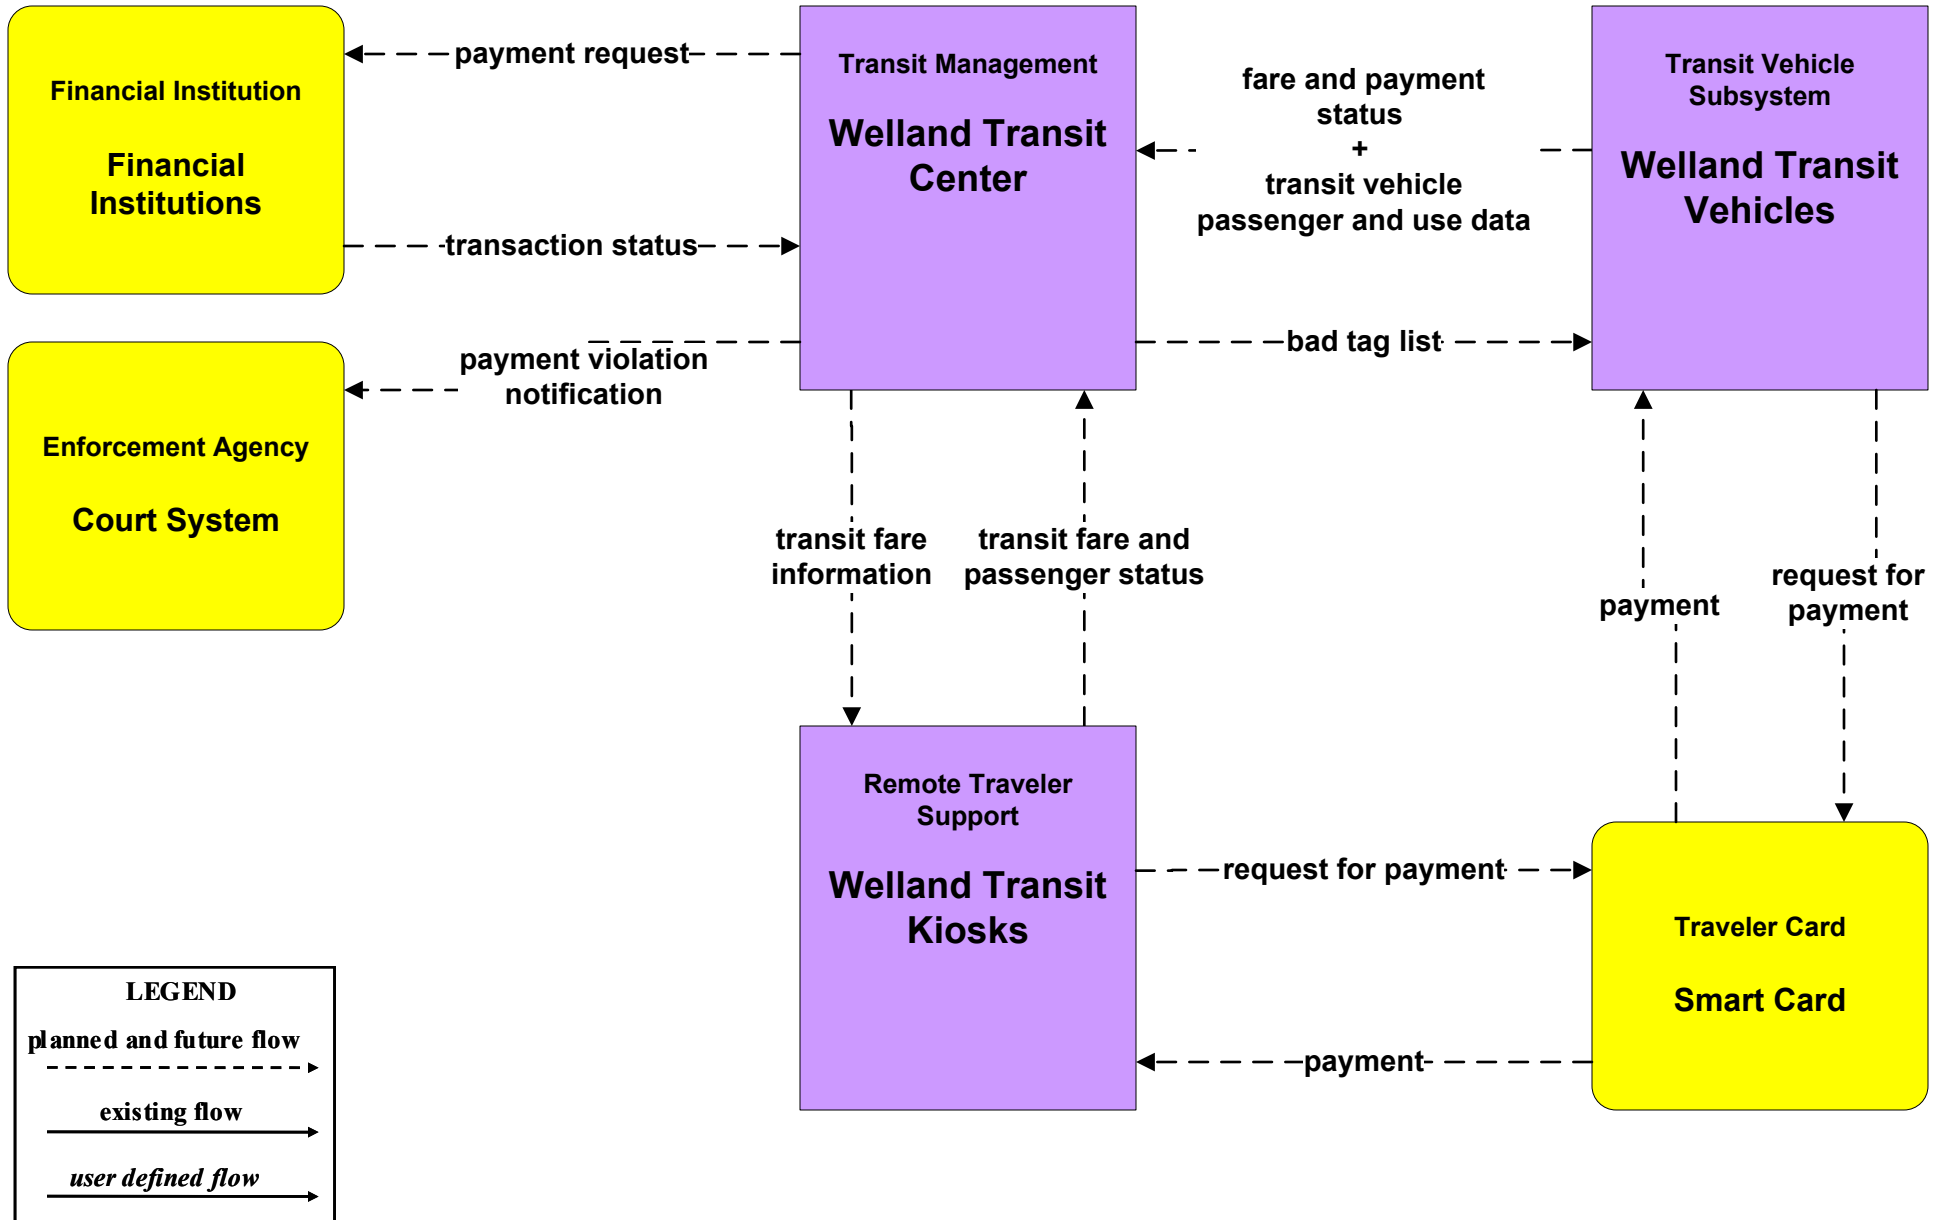 Financial Institution
Financial
Institutions
payment request
transaction status
Transit Management
Welland Transit
Center
fare and payment
status
+
transit vehicle
passenger and use data
Transit Vehicle
Subsystem
Welland Transit
Vehicles
bad tag list
payment violation
notification
Enforcement Agency
Court System
transit fare
information
transit fare and
passenger status
payment
request for
payment
Remote Traveler
Support
Welland Transit
Kiosks
request for payment
payment
Traveler Card
Smart Card
LEGEND
planned and future flow
existing flow
user defined flow